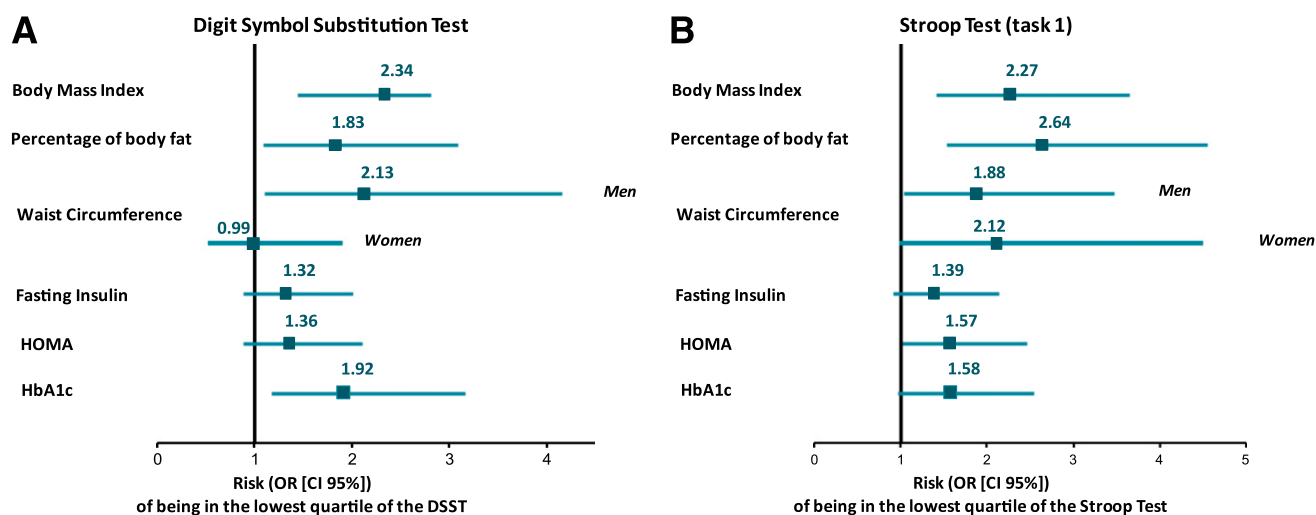 A
Digit Symbol Substitution Test
Body Mass Index
2.34
Percentage of body fat
1.83
2.13
Men
Waist Circumference
0.99
Women
Fasting Insulin
1.32
HOMA
1.36
HbA1c
1.92
0 1 2 3 4
Risk (OR [CI 95%])
of being in the lowest quartile of the DSST
B
Stroop Test (task 1)
Body Mass Index
2.27
Percentage of body fat
2.64
1.88
Men
Waist Circumference
2.12
Women
Fasting Insulin
1.39
HOMA
1.57
HbA1c
1.58
0 1 2 3 4 5
Risk (OR [CI 95%])
of being in the lowest quartile of the Stroop Test